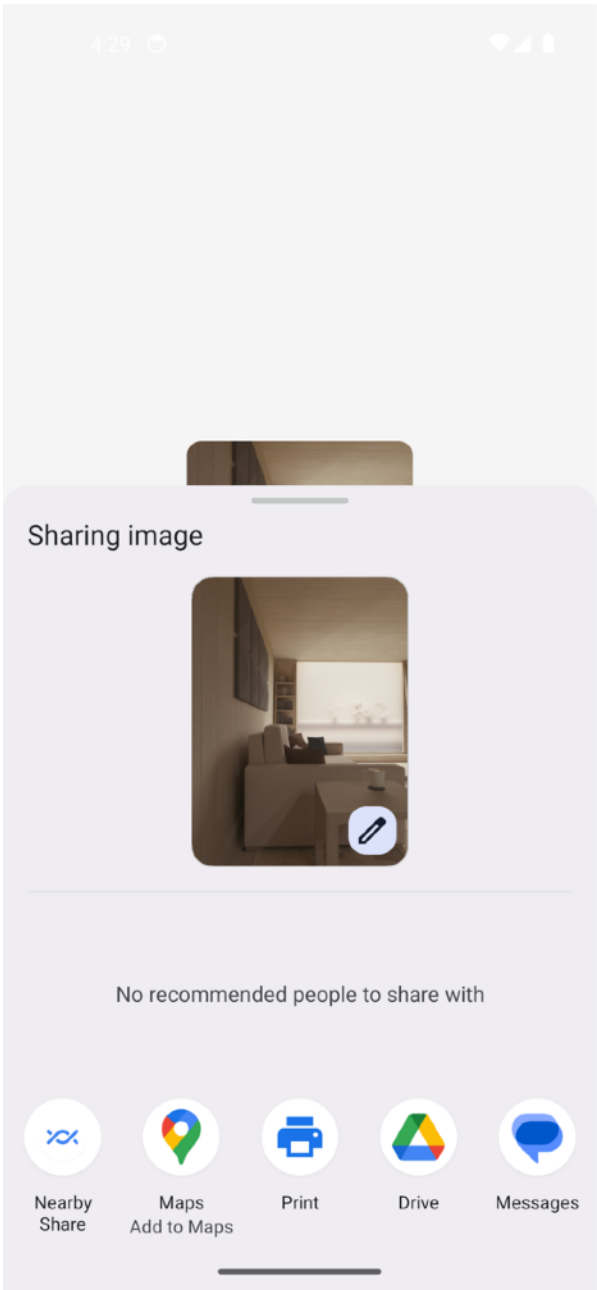 4:29
Sharing image
No recommended people to share with
Nearby
Share
Maps
Add to Maps
Print
Drive
Messages